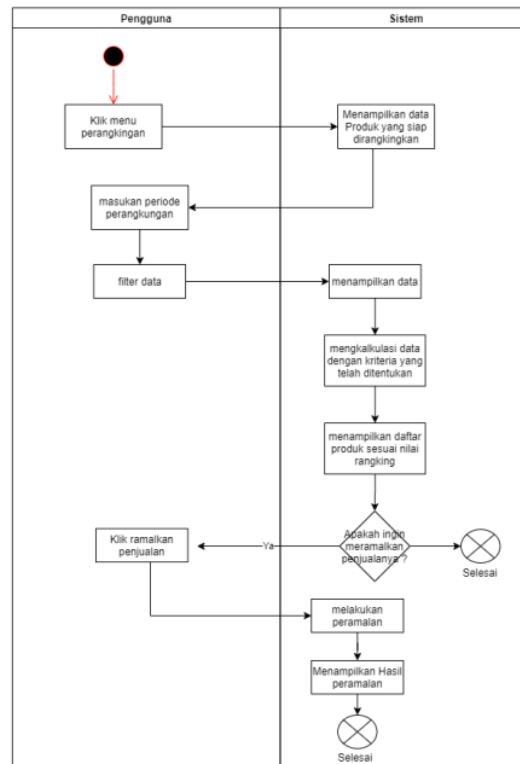 Pengguna
Sistem
Klik menu
perangkingan
Menampilkan data
Produk yang siap
dirangkingkan
masukan periode
perangkungan
filter data
menampilkan data
mengkalkulasi data
dengan kriteria yang
telah ditentukan
menampilkan daftar
produk sesuai nilai
rangking
Apakah ingin
meramalkan
penjualanya ?
Ya
Klik ramalkan
penjualan
Selesai
melakukan
peramalan
Menampilkan Hasil
peramalan
Selesai